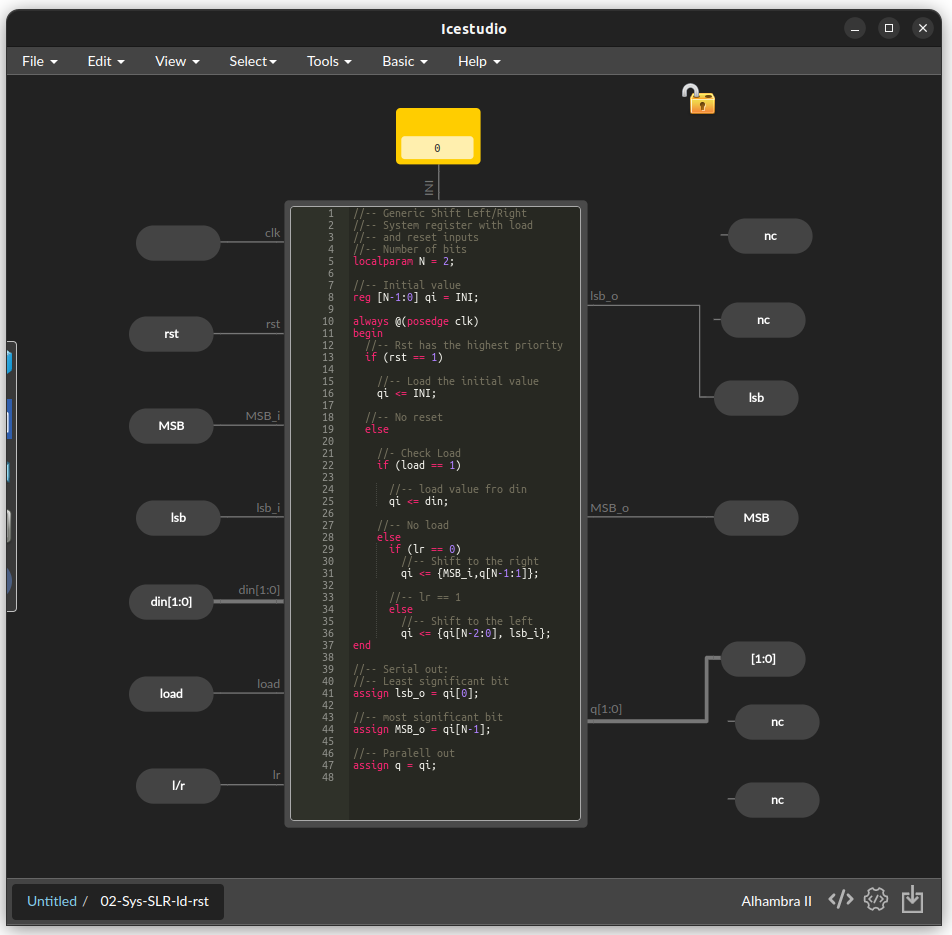 Icestudio
File Edit View Select Tools Basic Help
0
INI
clk
rst rst
MSB MSB_i
lsb lsb_i
din[1:0] din[1:0]
load load
l/r lr
1 //-- Generic Shift Left/Right
2 //-- System register with load
3 //-- and reset inputs
4 //-- Number of bits
5 localparam N = 2;
6
7 //-- Initial value
8 reg [N-1:0] qi = INI;
9
10 always @(posedge clk)
11 begin
12 //-- Rst has the highest priority
13 if (rst == 1)
14
15 //-- Load the initial value
16 qi <= INI;
17
18 //-- No reset
19 else
20
21 //- Check Load
22 if (load == 1)
23
24 //-- load value fro din
25 qi <= din;
26
27 //-- No load
28 else
29 if (lr == 0)
30 //-- Shift to the right
31 qi <= {MSB_i,q[N-1:1]};
32
33 //-- lr == 1
34 else
35 //-- Shift to the left
36 qi <= {qi[N-2:0], lsb_i};
37 end
38
39 //-- Serial out:
40 //-- Least significant bit
41 assign lsb_o = qi[0];
42
43 //-- most significant bit
44 assign MSB_o = qi[N-1];
45
46 //-- Paralell out
47 assign q = qi;
48
nc
lsb_o
nc
lsb
MSB_o MSB
[1:0]
q[1:0]
nc
nc
Untitled / 02-Sys-SLR-ld-rst
Alhambra II